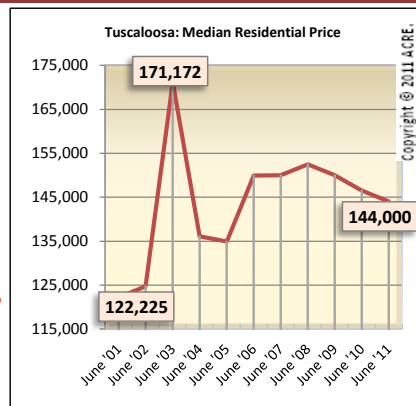 Tuscaloosa: Median Residential Price
Copyright © 2011 ACRE.
175,000
171,172
165,000
155,000
145,000
144,000
135,000
125,000
122,225
115,000
June '01
June '02
June '03
June '04
June '05
June '06
June '07
June '08
June '09
June '10
June '11